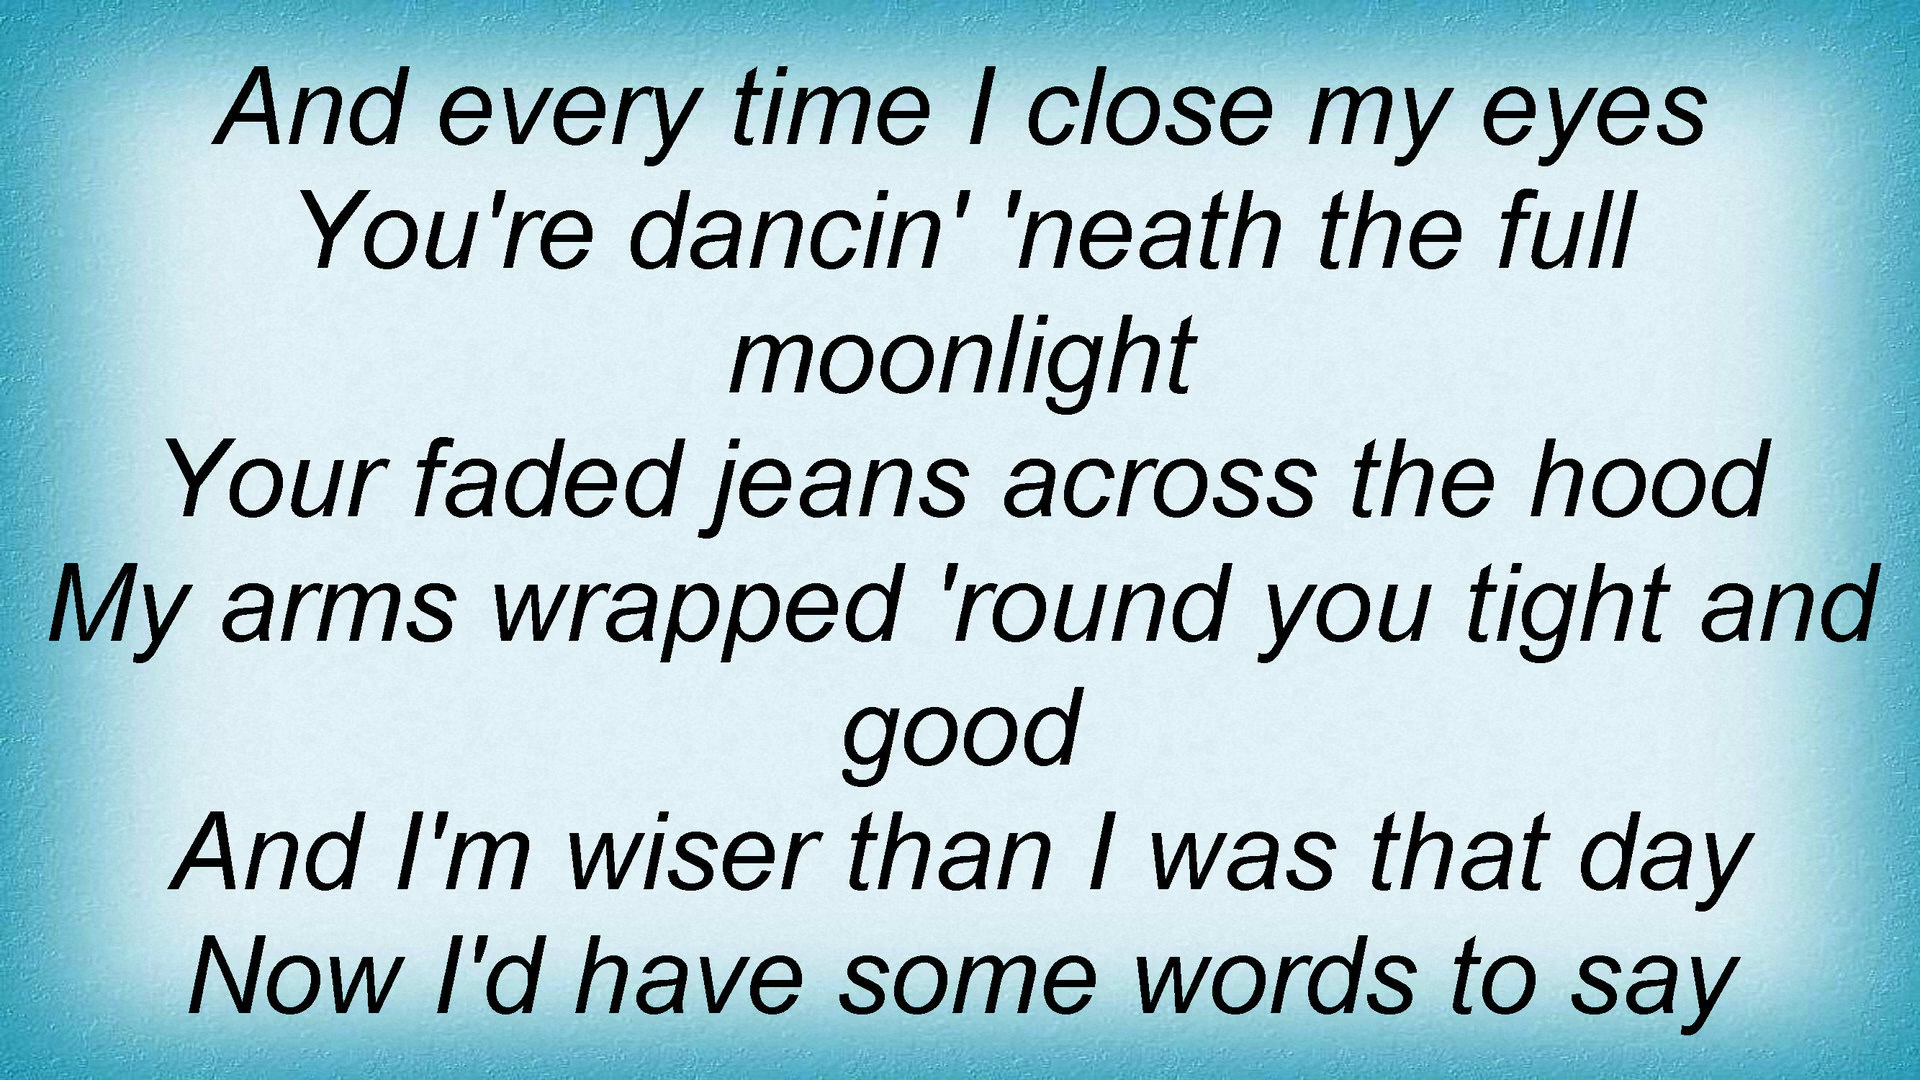 And every time I close my eyes
You're dancin' 'neath the full
moonlight
Your faded jeans across the hood
My arms wrapped 'round you tight and
good
And I'm wiser than I was that day
Now I'd have some words to say